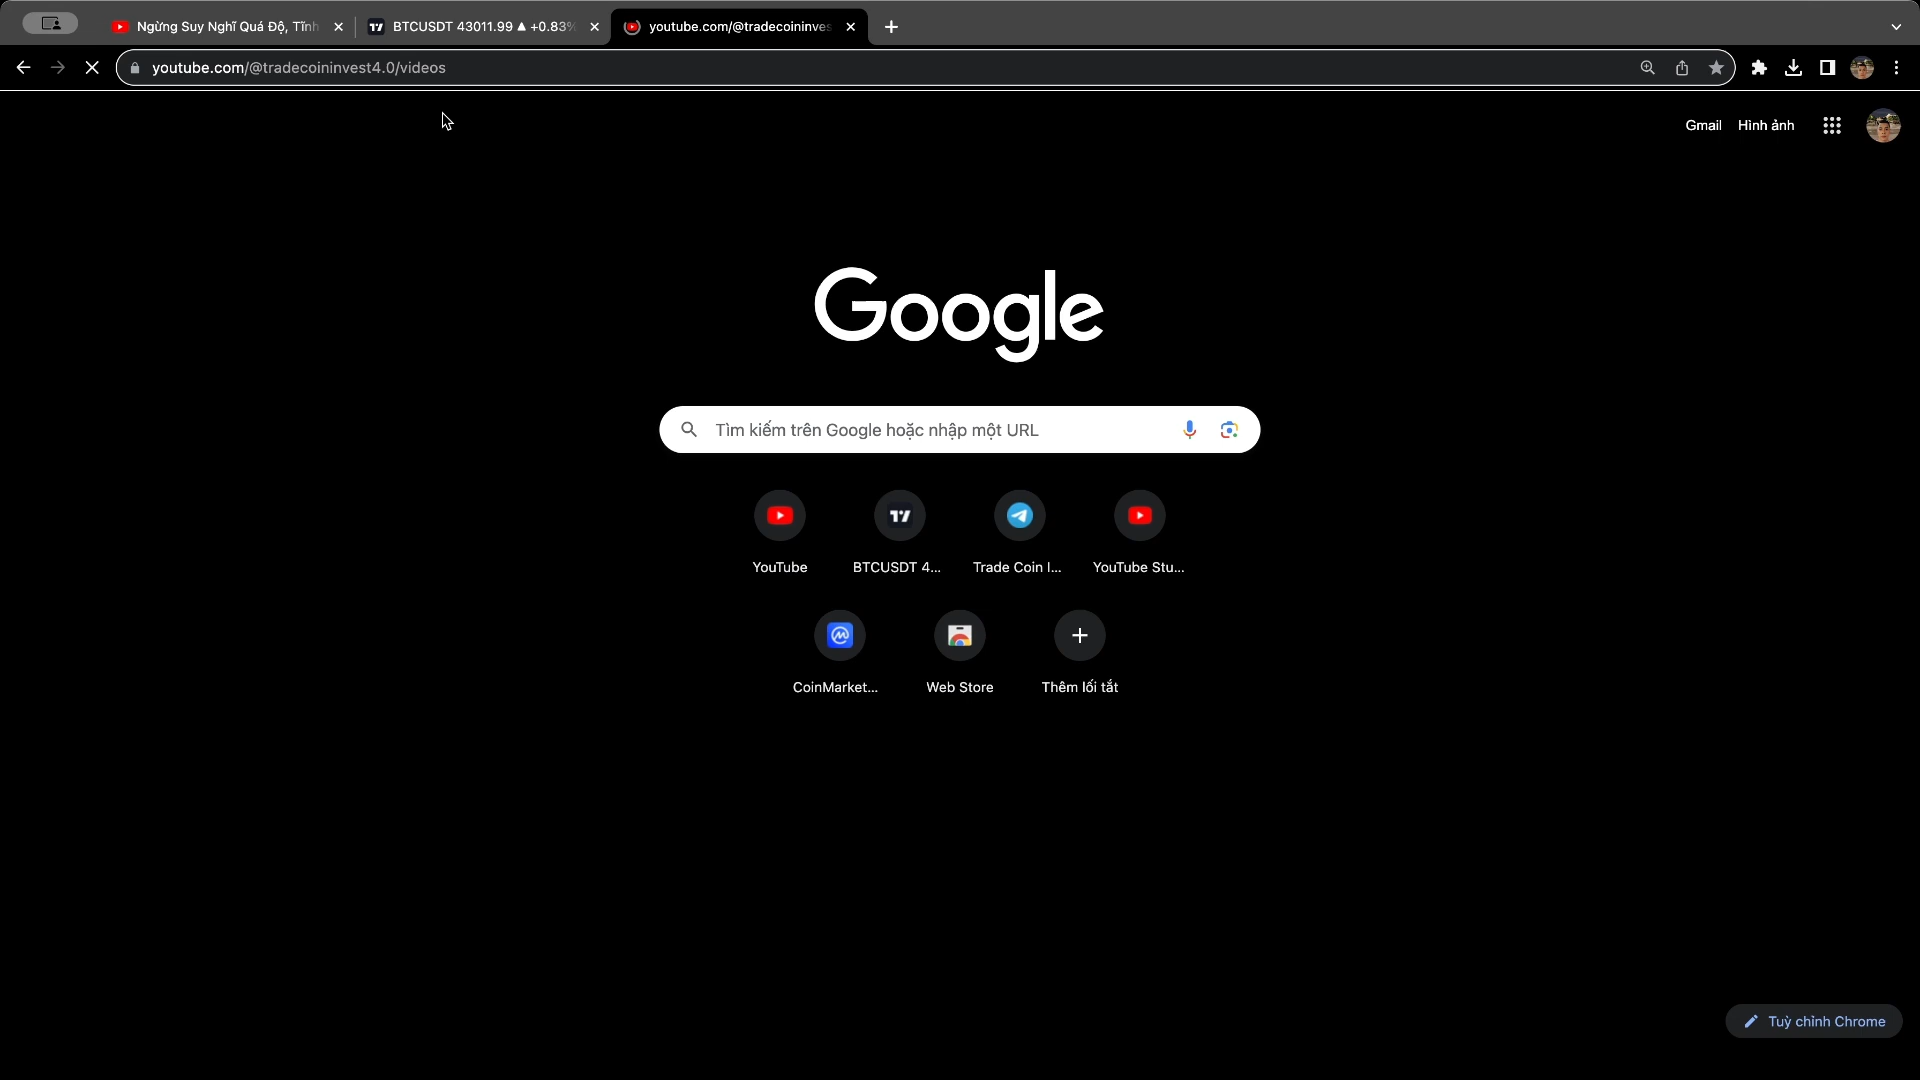 Ngừng Suy Nghĩ Quá Độ, Tĩnh
BTCUSDT 43011.99 ▲ +0.83%
youtube.com/@tradecoininves
youtube.com/@tradecoininvest4.0/videos
Gmail
Hình ảnh
Google
Tìm kiếm trên Google hoặc nhập một URL
YouTube
BTCUSDT 4...
Trade Coin I...
YouTube Stu...
CoinMarket...
Web Store
Thêm lối tắt
Tuỳ chỉnh Chrome